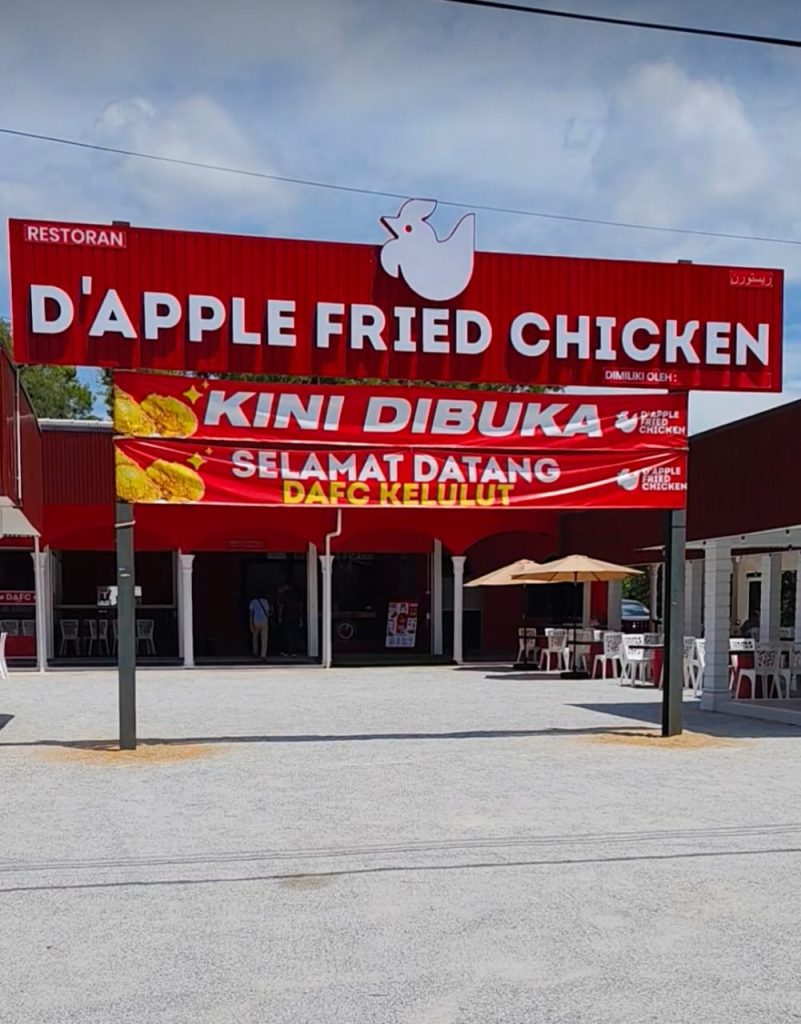 RESTORAN
ريستورن
D'APPLE FRIED CHICKEN
DIMILIKI OLEH :
KINI DIBUKA
D'APPLE
FRIED
CHICKEN
SELAMAT DATANG
DAFC KELULUT
D'APPLE
FRIED
CHICKEN
DAFC